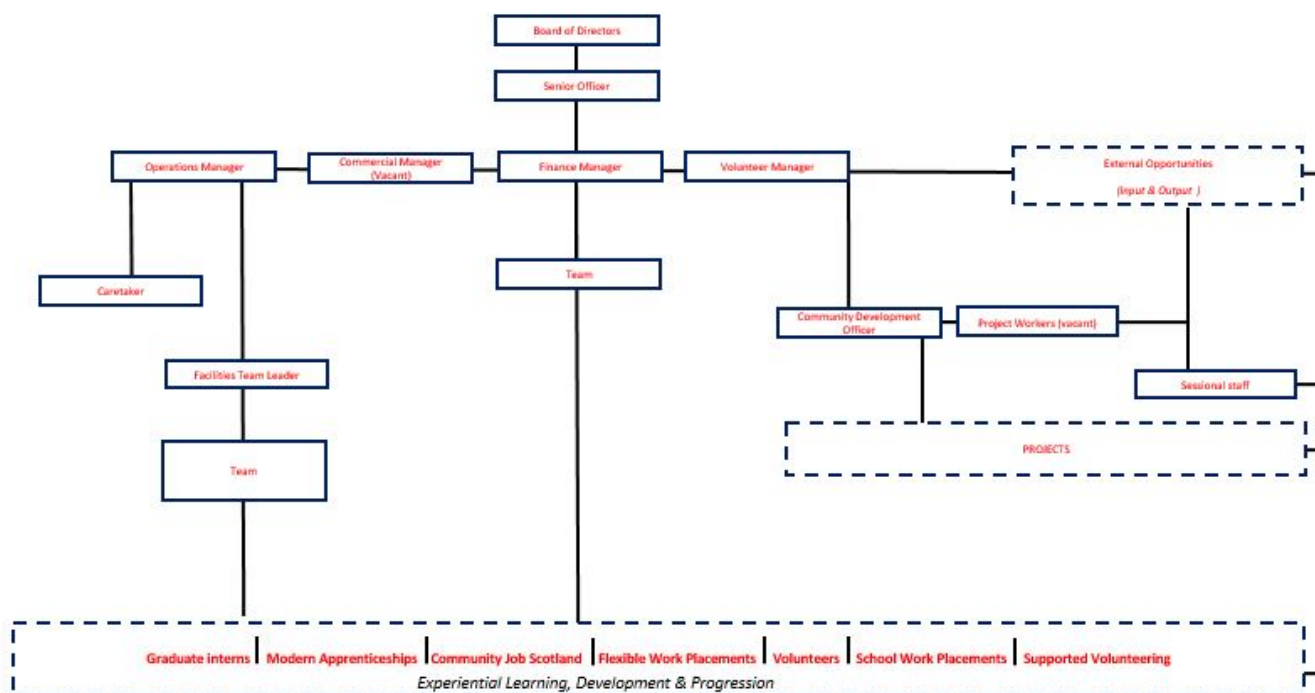 Board of Directors
Senior Officer
Operations Manager
Commercial Manager
(Vacant)
Finance Manager
Volunteer Manager
External Opportunities
(Input & Output )
Caretaker
Team
Community Development
Officer
Project Workers (vacant)
Facilities Team Leader
Sessional staff
Team
PROJECTS
Graduate interns
Modern Apprenticeships
Community Job Scotland
Flexible Work Placements
Volunteers
School Work Placements
Supported Volunteering
Experiential Learning, Development & Progression